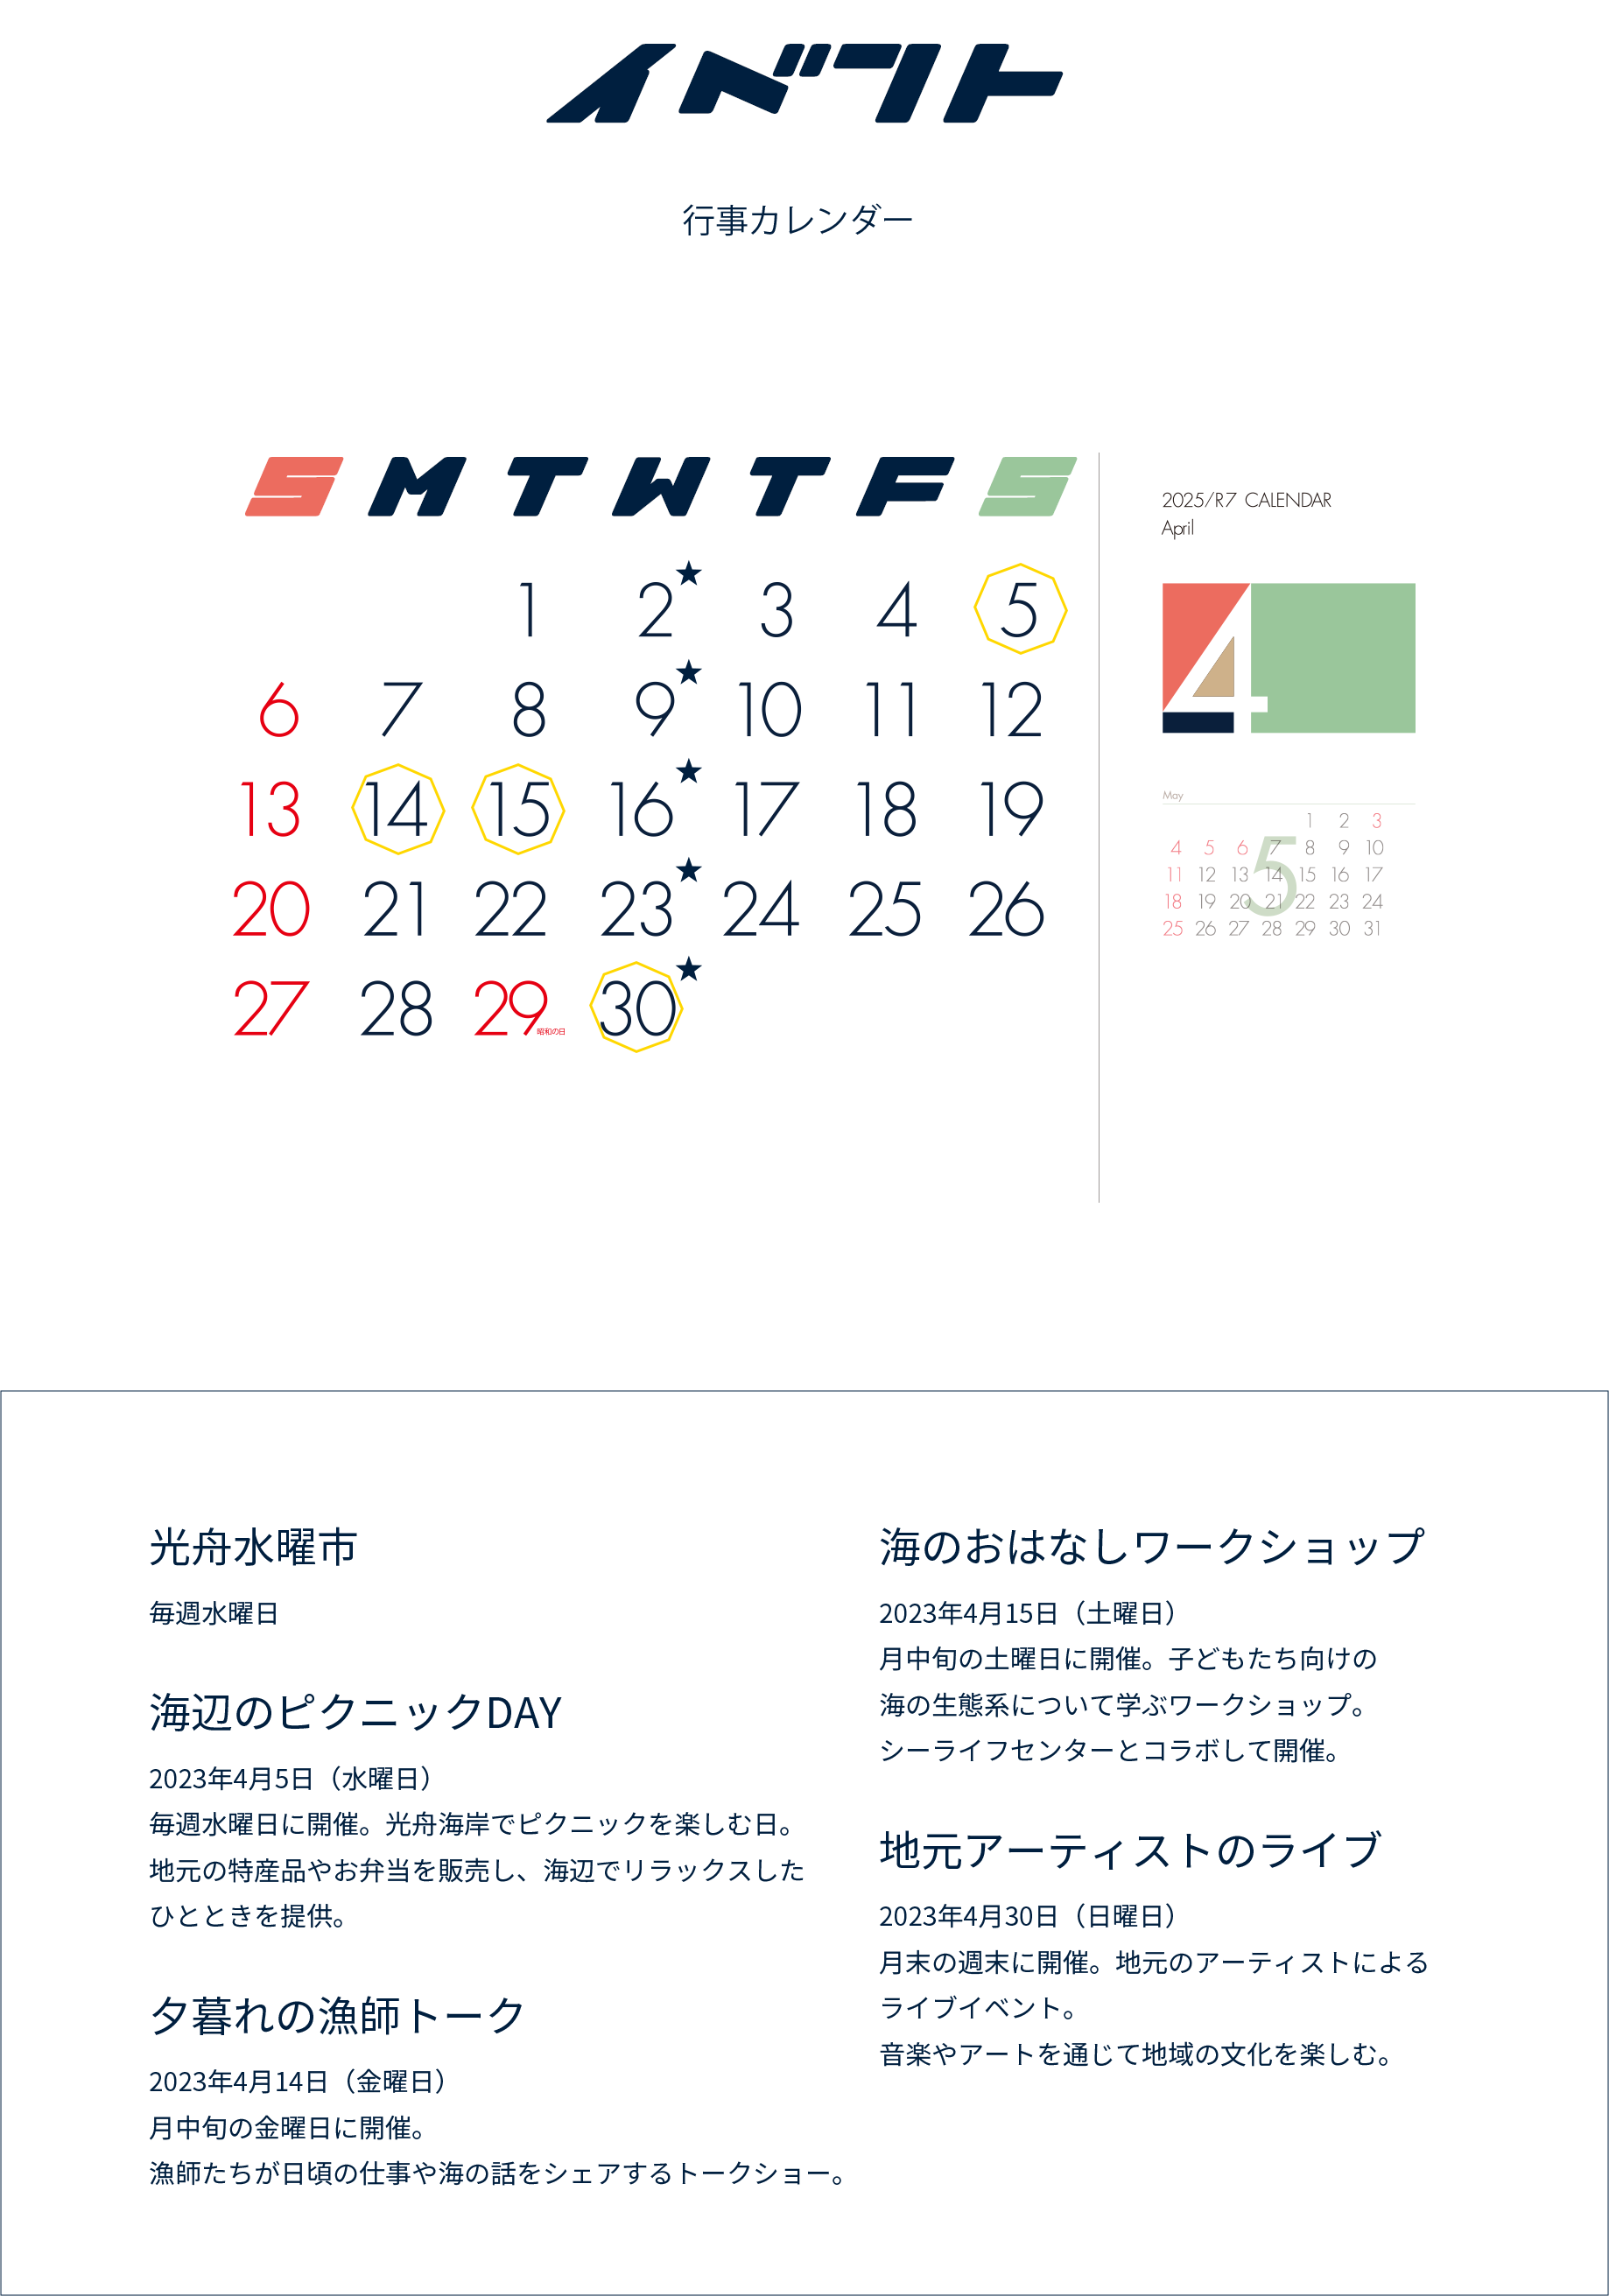 イベント
行事カレンダー
S M T W T F S
1 2★ 3 4 5
6 7 8 9★ 10 11 12
13 14 15 16★ 17 18 19
20 21 22 23★ 24 25 26
27 28 29 昭和の日 30★
2025/R7 CALENDAR
April
4
May
5
1 2 3
4 5 6 7 8 9 10
11 12 13 14 15 16 17
18 19 20 21 22 23 24
25 26 27 28 29 30 31
光舟水曜市
毎週水曜日
海辺のピクニックDAY
2023年4月5日（水曜日）
毎週水曜日に開催。光舟海岸でピクニックを楽しむ日。
地元の特産品やお弁当を販売し、海辺でリラックスした
ひとときを提供。
夕暮れの漁師トーク
2023年4月14日（金曜日）
月中旬の金曜日に開催。
漁師たちが日頃の仕事や海の話をシェアするトークショー。
海のおはなしワークショップ
2023年4月15日（土曜日）
月中旬の土曜日に開催。子どもたち向けの
海の生態系について学ぶワークショップ。
シーライフセンターとコラボして開催。
地元アーティストのライブ
2023年4月30日（日曜日）
月末の週末に開催。地元のアーティストによる
ライブイベント。
音楽やアートを通じて地域の文化を楽しむ。